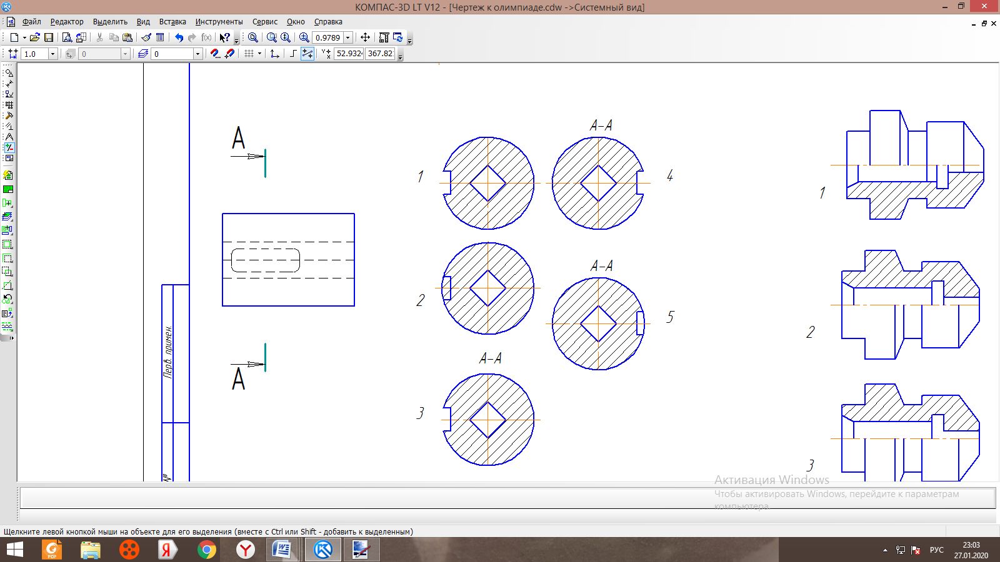 КОМПАС-3D LT V12 - [Чертеж к олимпиаде.cdw ->Системный вид]
Файл Редактор Выделить Вид Вставка Инструменты Сервис Окно Справка
f(x) 0.9789
1.0 0 0 52.932 367.82
А
А-А
1
4
1
2
А-А
5
2
А-А
А
3
3
Перв. примен.
№
Активация Windows
Чтобы активировать Windows, перейдите к параметрам
компьютера.
Щелкните левой кнопкой мыши на объекте для его выделения (вместе с Ctrl или Shift - добавить к выделенным)
PDF
РУС
23:03
27.01.2020